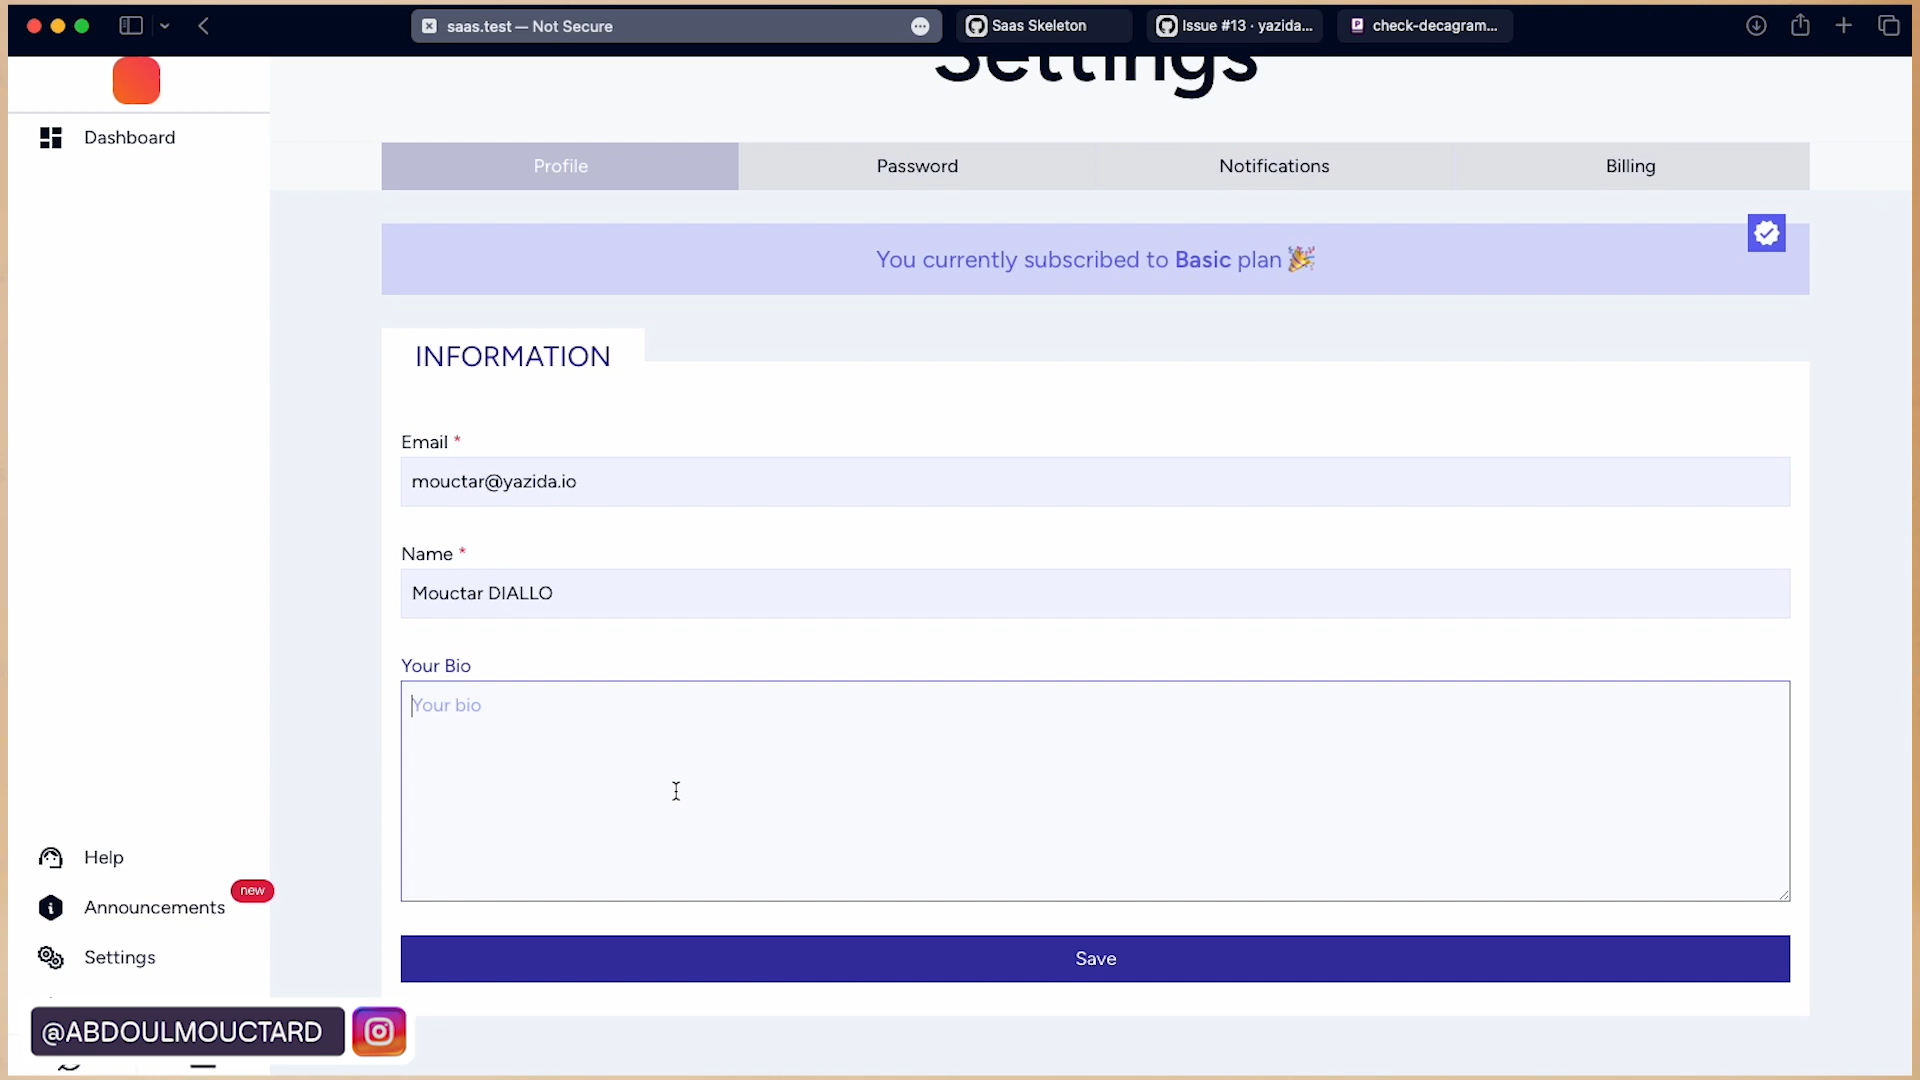 saas.test — Not Secure
Saas Skeleton
Issue #13 · yazida...
check-decagram...
Settings
Dashboard
Profile
Password
Notifications
Billing
You currently subscribed to Basic plan 🎉
INFORMATION
Email *
mouctar@yazida.io
Name *
Mouctar DIALLO
Your Bio
Your bio
Save
Help
new
Announcements
Settings
@ABDOULMOUCTARD